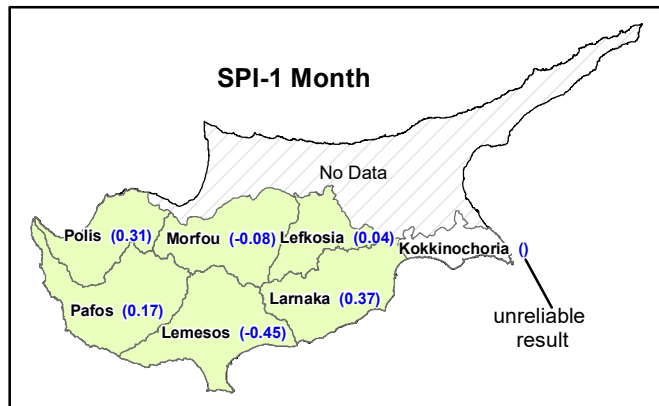 SPI-1 Month
No Data
Polis (0.31)
Morfou (-0.08)
Lefkosia (0.04)
Kokkinochoria ()
Pafos (0.17)
Larnaka (0.37)
Lemesos (-0.45)
unreliable
result